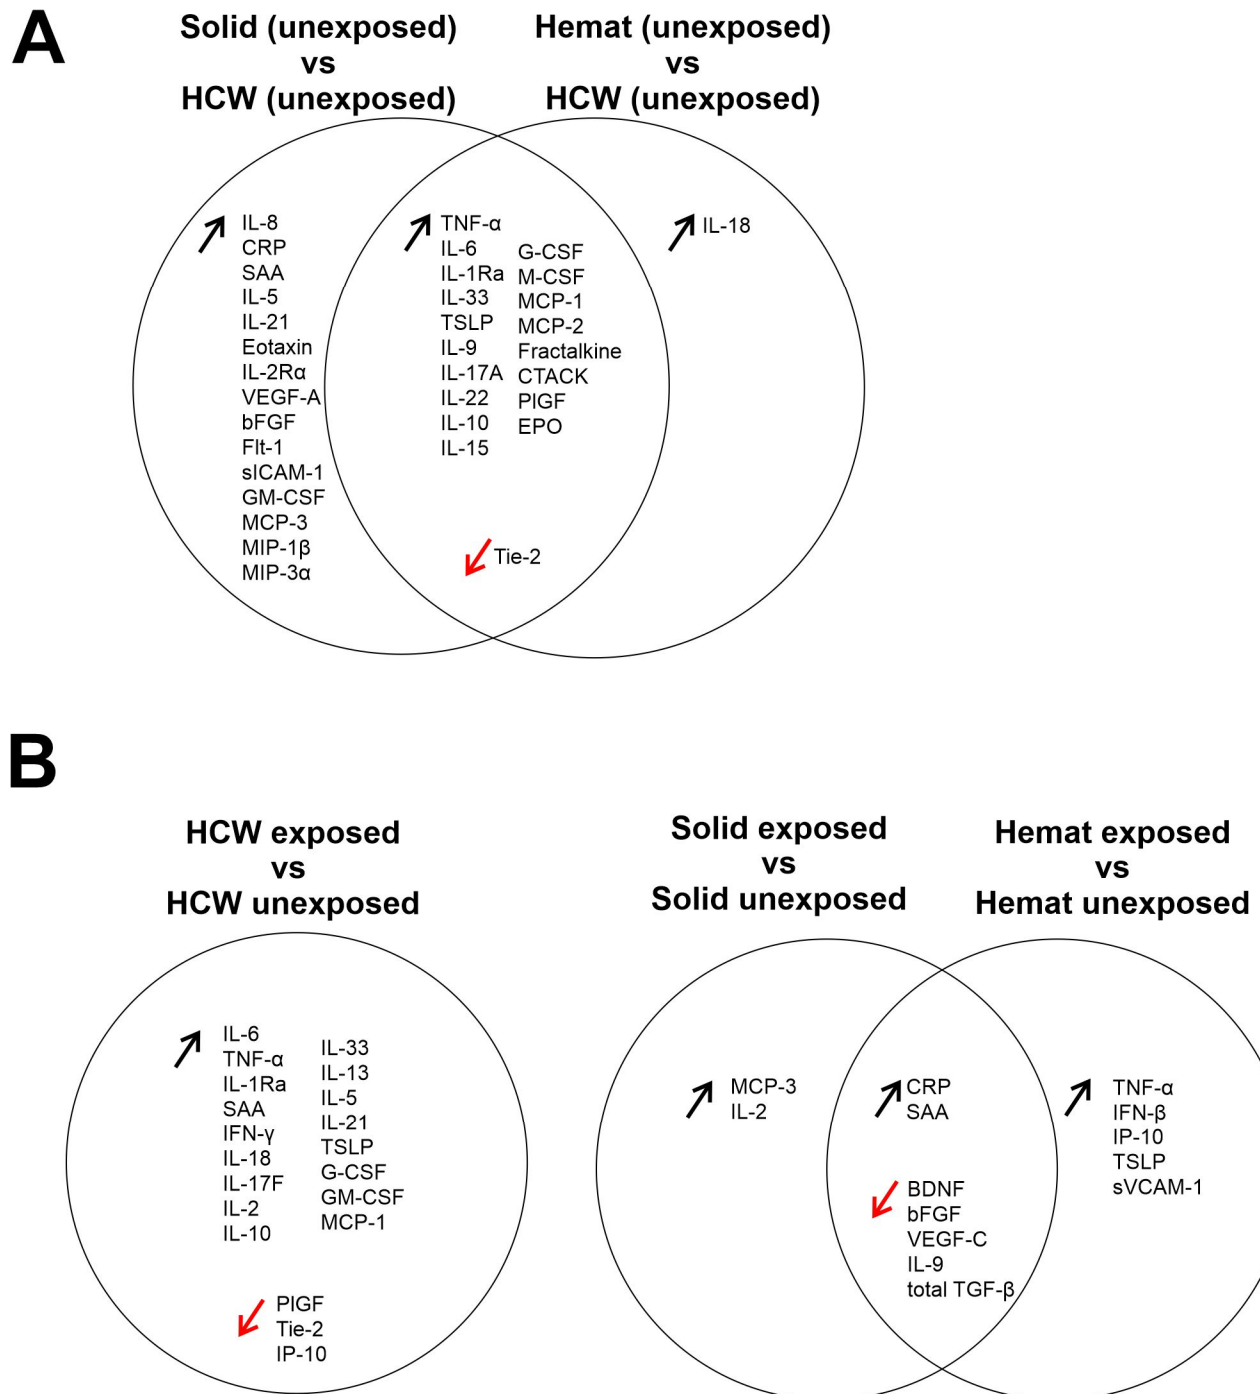 A
Solid (unexposed)
vs
HCW (unexposed)
Hemat (unexposed)
vs
HCW (unexposed)
IL-8
CRP
SAA
IL-5
IL-21
Eotaxin
IL-2Rα
VEGF-A
bFGF
Flt-1
sICAM-1
GM-CSF
MCP-3
MIP-1β
MIP-3α
TNF-α
IL-6
IL-1Ra
IL-33
TSLP
IL-9
IL-17A
IL-22
IL-10
IL-15
G-CSF
M-CSF
MCP-1
MCP-2
Fractalkine
CTACK
PlGF
EPO
Tie-2
IL-18
B
HCW exposed
vs
HCW unexposed
IL-6
TNF-α
IL-1Ra
SAA
IFN-γ
IL-18
IL-17F
IL-2
IL-10
IL-33
IL-13
IL-5
IL-21
TSLP
G-CSF
GM-CSF
MCP-1
PlGF
Tie-2
IP-10
Solid exposed
vs
Solid unexposed
Hemat exposed
vs
Hemat unexposed
MCP-3
IL-2
CRP
SAA
BDNF
bFGF
VEGF-C
IL-9
total TGF-β
TNF-α
IFN-β
IP-10
TSLP
sVCAM-1